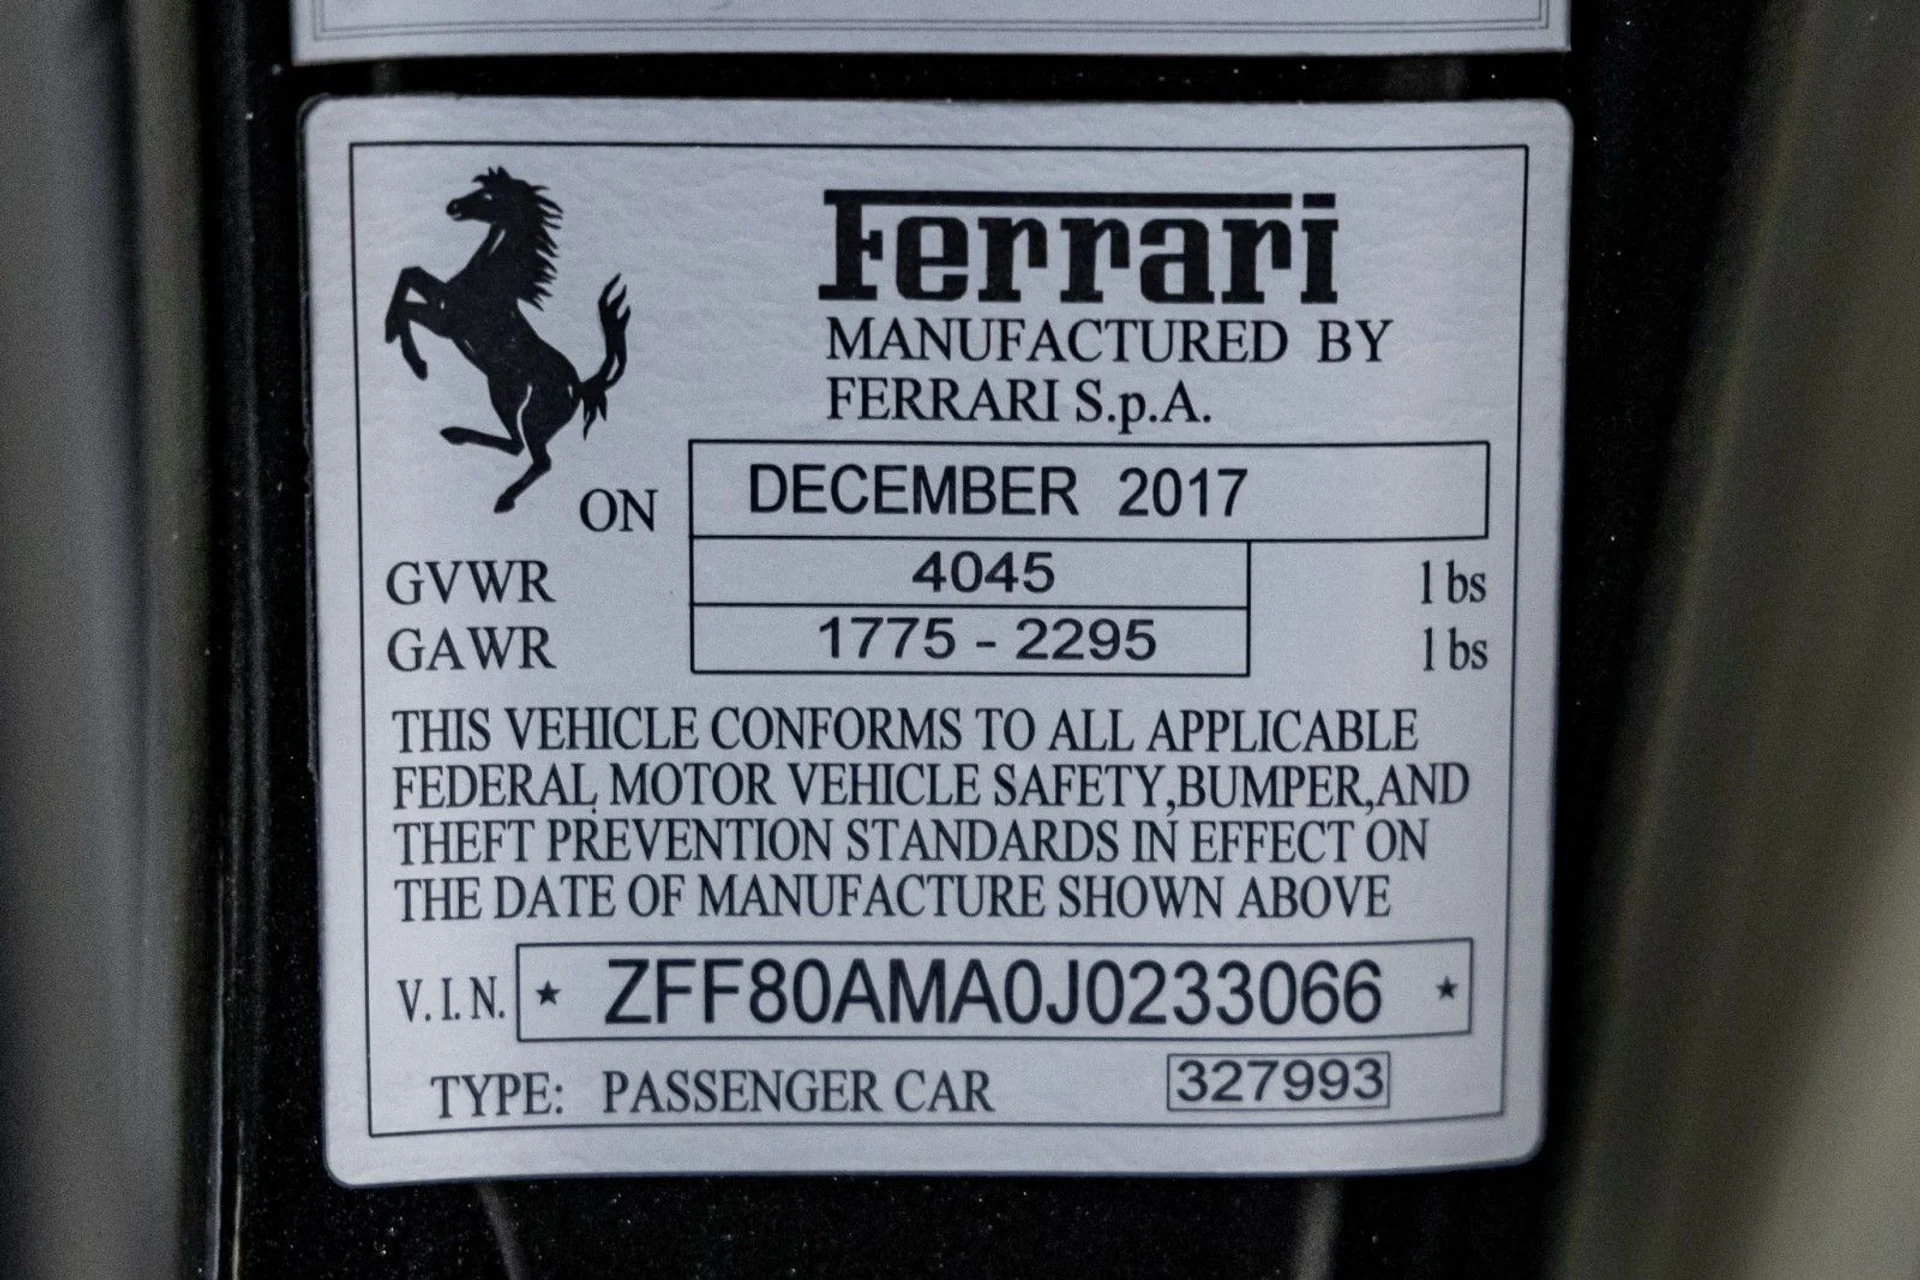 Ferrari
MANUFACTURED BY
FERRARI S.p.A.
ON DECEMBER 2017
GVWR 4045 lbs
GAWR 1775 - 2295 lbs
THIS VEHICLE CONFORMS TO ALL APPLICABLE
FEDERAL MOTOR VEHICLE SAFETY,BUMPER,AND
THEFT PREVENTION STANDARDS IN EFFECT ON
THE DATE OF MANUFACTURE SHOWN ABOVE
V.I.N. ★ ZFF80AMA0J0233066 ★
TYPE: PASSENGER CAR 327993